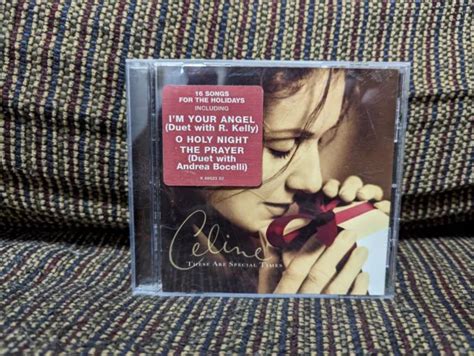 16 SONGS
FOR THE HOLIDAYS
INCLUDING
I'M YOUR ANGEL
(Duet with R. Kelly)
O HOLY NIGHT
THE PRAYER
(Duet with
Andrea Bocelli)
Celine
THESE ARE SPECIAL TIMES